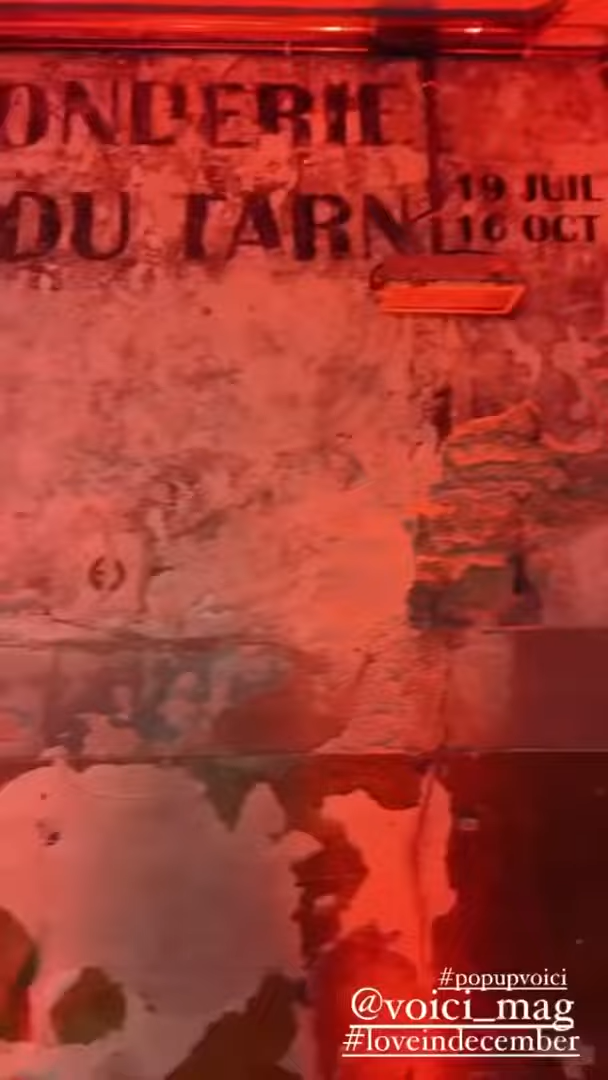 ONDERIE
DU TARN
19 JUIL
16 OCT
#popupvoici
@voici_mag
#loveindecember